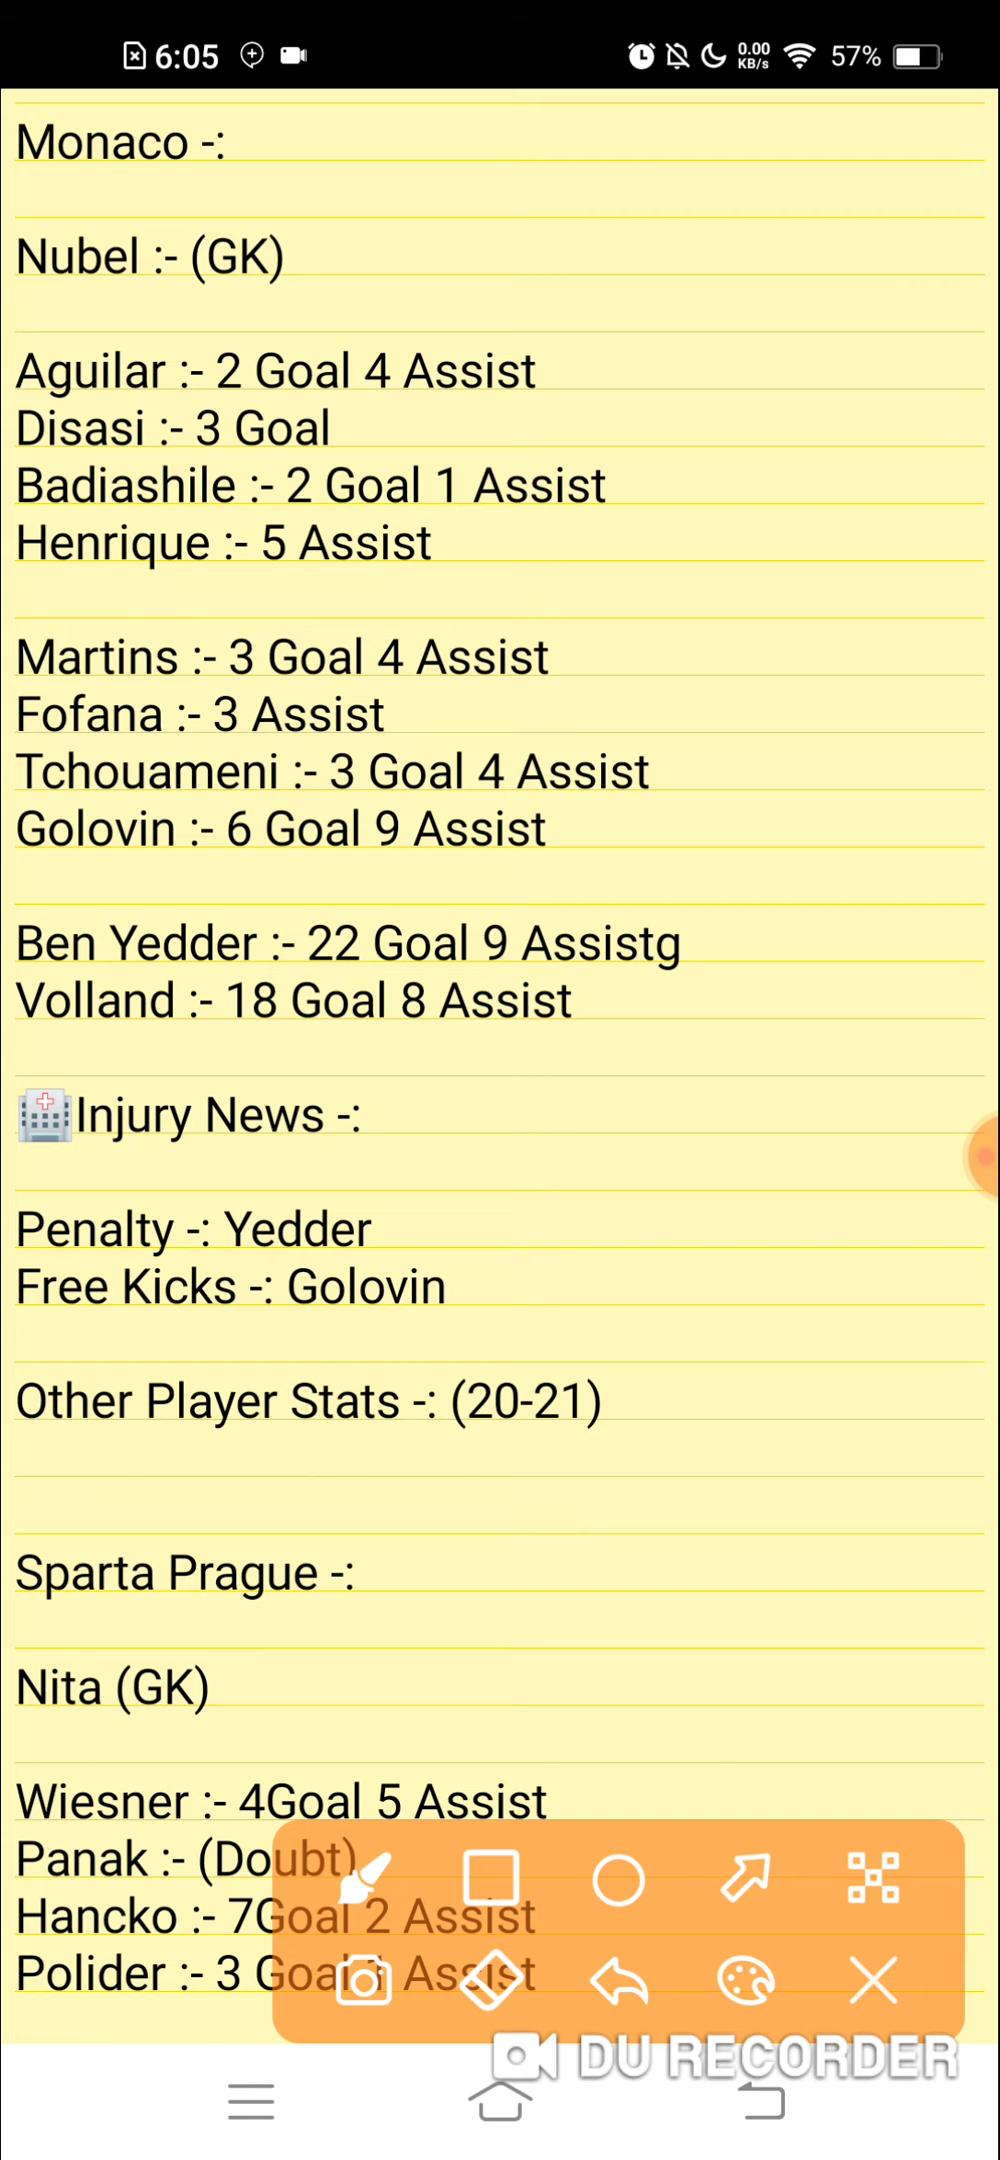 6:05 0.00 KB/s 57%
Monaco -:
Nubel :- (GK)
Aguilar :- 2 Goal 4 Assist
Disasi :- 3 Goal
Badiashile :- 2 Goal 1 Assist
Henrique :- 5 Assist
Martins :- 3 Goal 4 Assist
Fofana :- 3 Assist
Tchouameni :- 3 Goal 4 Assist
Golovin :- 6 Goal 9 Assist
Ben Yedder :- 22 Goal 9 Assistg
Volland :- 18 Goal 8 Assist
Injury News -:
Penalty -: Yedder
Free Kicks -: Golovin
Other Player Stats -: (20-21)
Sparta Prague -:
Nita (GK)
Wiesner :- 4Goal 5 Assist
Panak :- (Doubt)
Hancko :- 7Goal 2 Assist
Polider :- 3 Goal 1 Assist
DU RECORDER